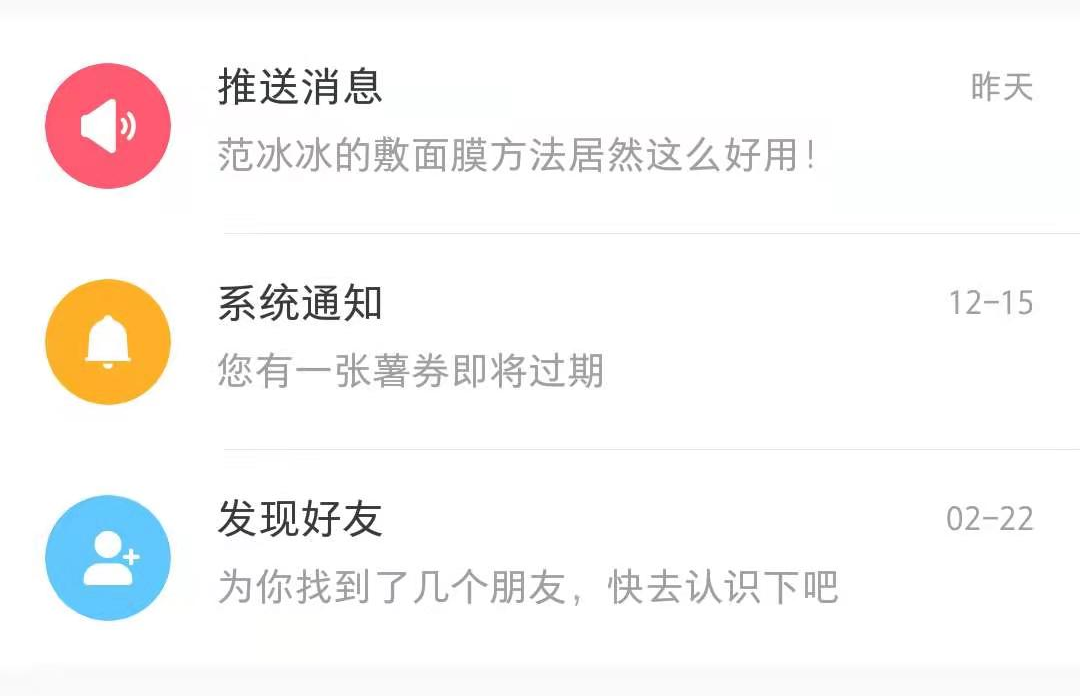 推送消息
昨天
范冰冰的敷面膜方法居然这么好用！
系统通知
12-15
您有一张薯券即将过期
发现好友
02-22
为你找到了几个朋友，快去认识下吧